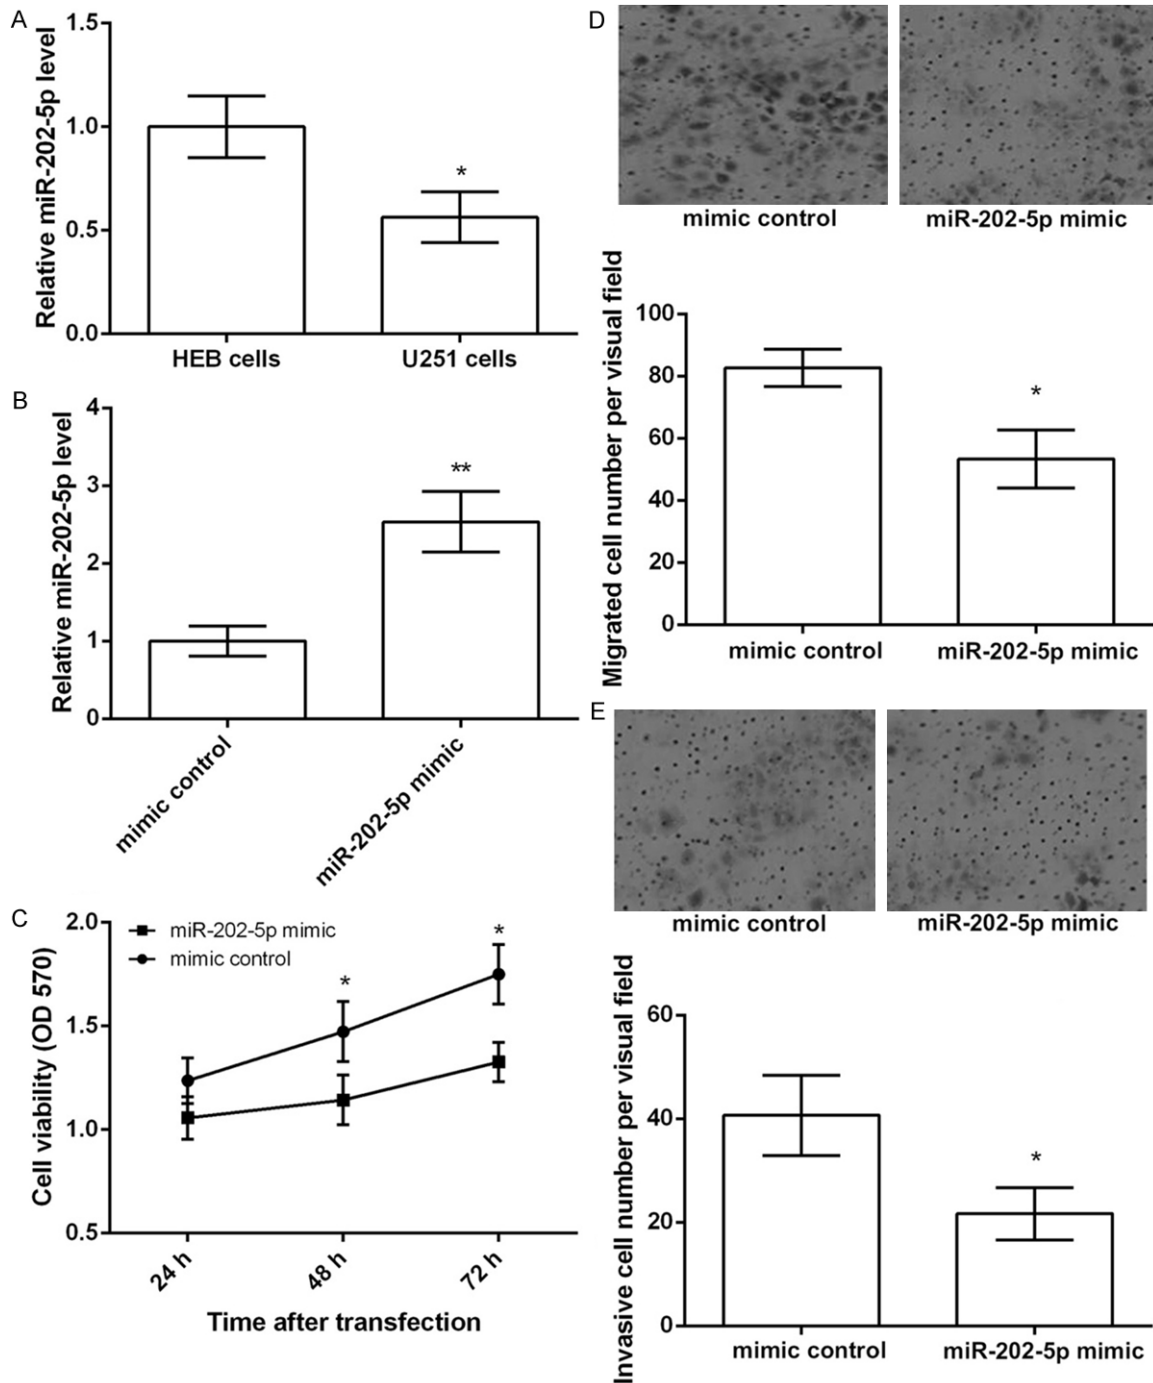 A
Relative miR-202-5p level
1.5
1.0
0.5
0.0
*
HEB cells
U251 cells
B
Relative miR-202-5p level
4
3
2
1
0
**
mimic control
miR-202-5p mimic
C
Cell viability (OD 570)
2.0
1.5
1.0
0.5
miR-202-5p mimic
mimic control
*
*
24 h
48 h
72 h
Time after transfection
D
mimic control
miR-202-5p mimic
Migrated cell number per visual field
100
80
60
40
20
0
*
mimic control
miR-202-5p mimic
E
mimic control
miR-202-5p mimic
Invasive cell number per visual field
60
40
20
0
*
mimic control
miR-202-5p mimic